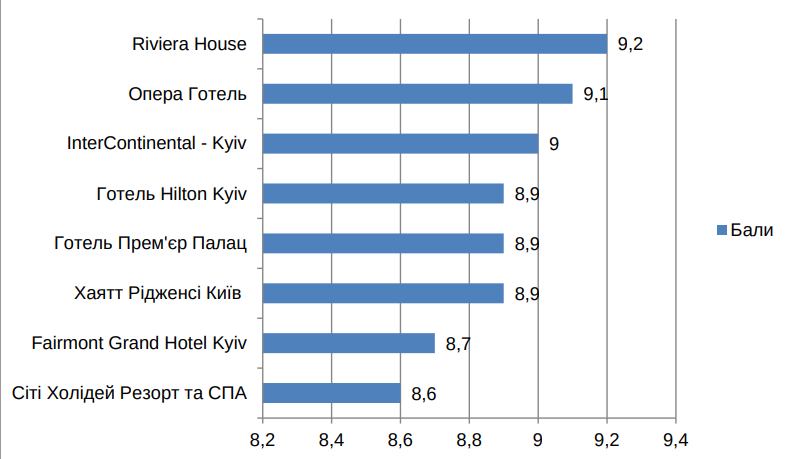 Riviera House 9,2
Опера Готель 9,1
InterContinental - Kyiv 9
Готель Hilton Kyiv 8,9
Готель Прем'єр Палац 8,9
Хаятт Рідженсі Київ 8,9
Fairmont Grand Hotel Kyiv 8,7
Сіті Холідей Резорт та СПА 8,6
8,2 8,4 8,6 8,8 9 9,2 9,4
Бали